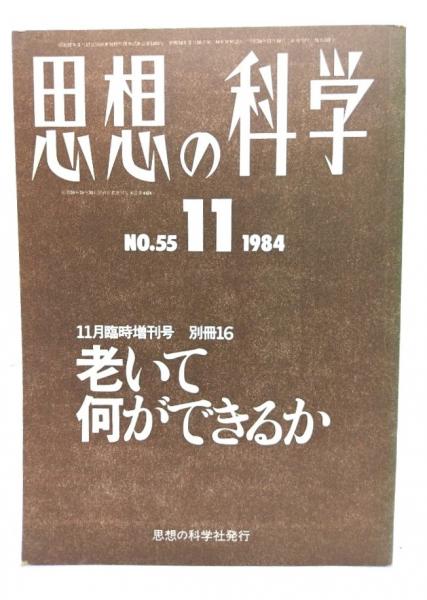 思想の科学
NO.55 11 1984
11月臨時増刊号 別冊16
老いて
何ができるか
思想の科学社発行